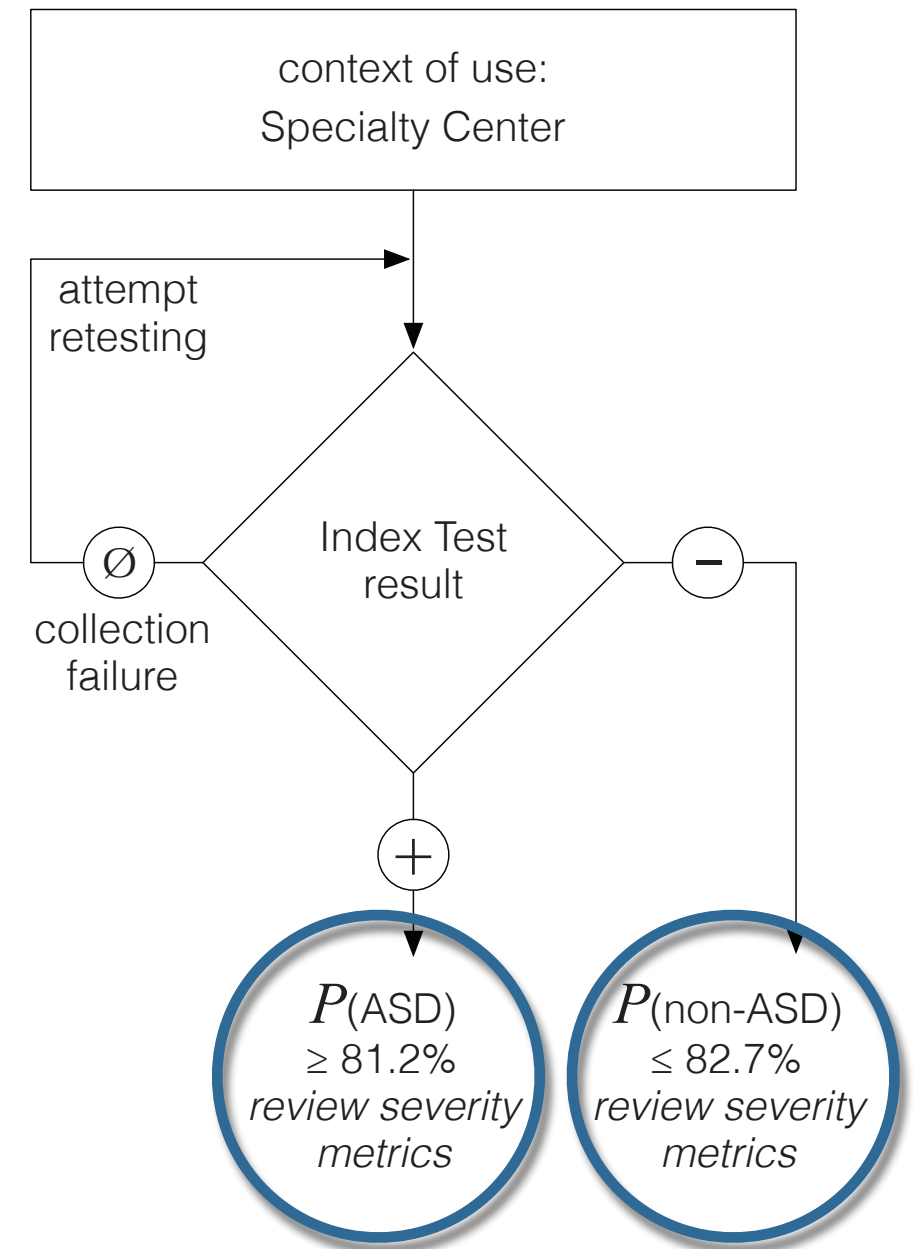 context of use:
Specialty Center
attempt
retesting
Index Test
result
Ø
−
collection
failure
+
P(ASD)
≥ 81.2%
review severity
metrics
P(non-ASD)
≤ 82.7%
review severity
metrics